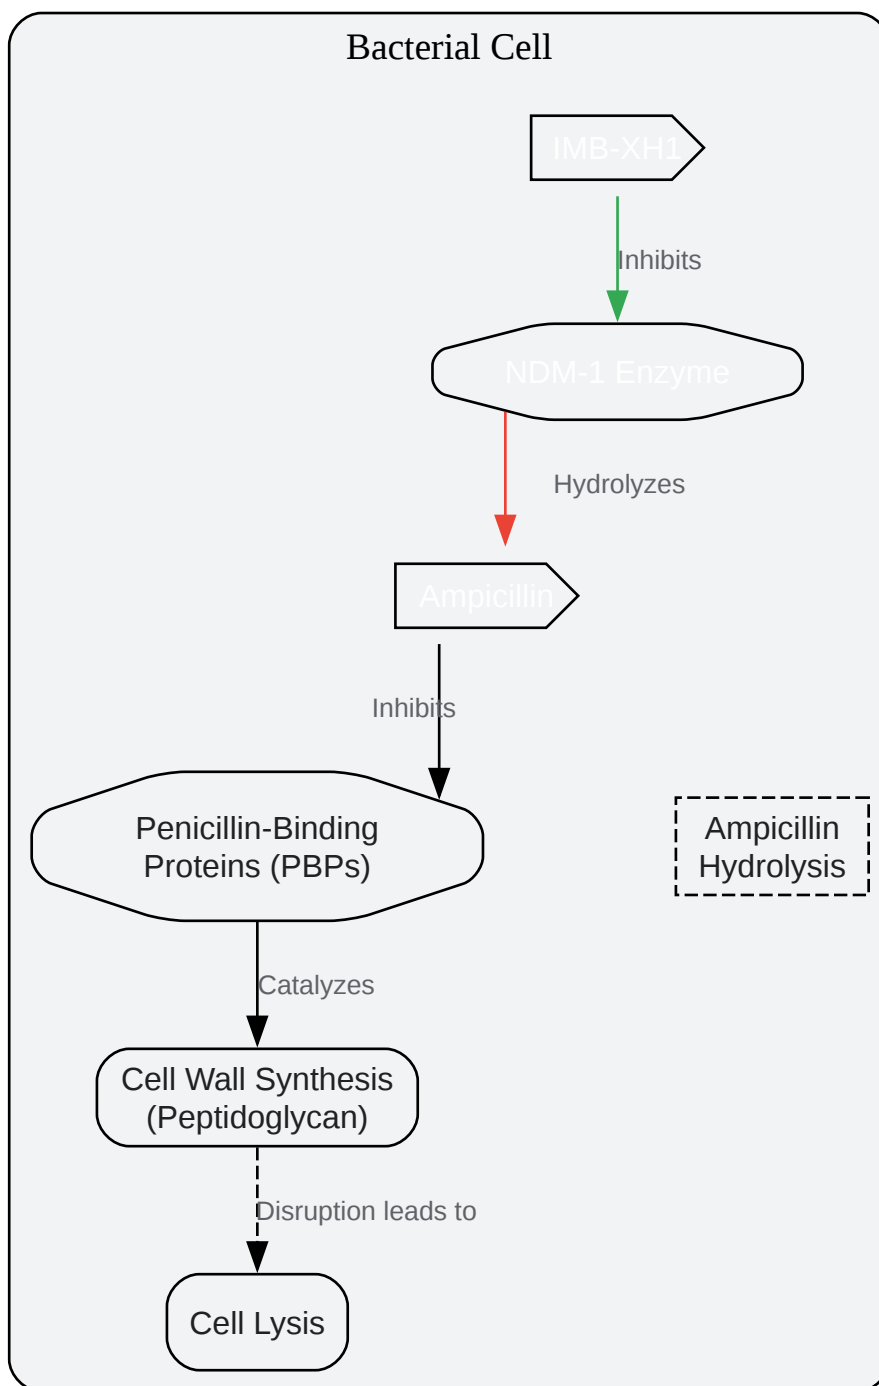 Bacterial Cell
IMB-XH1
Inhibits
NDM-1 Enzyme
Hydrolyzes
Ampicillin
Inhibits
Penicillin-Binding
Proteins (PBPs)
Ampicillin
Hydrolysis
Catalyzes
Cell Wall Synthesis
(Peptidoglycan)
Disruption leads to
Cell Lysis